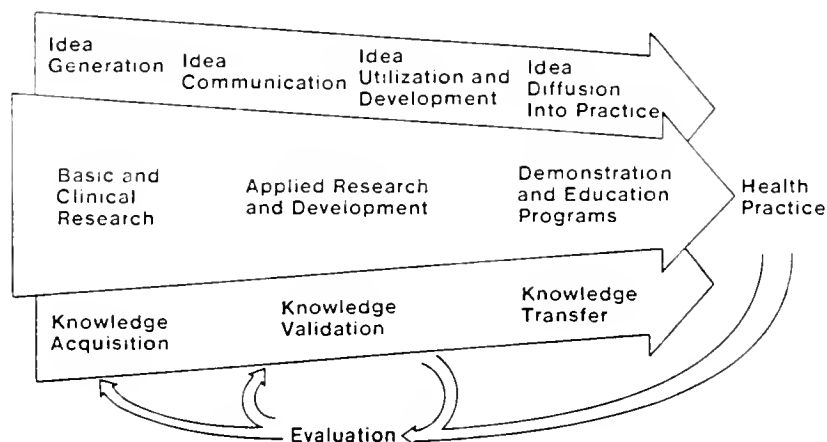 Idea
Generation
Idea
Communication
Idea
Utilization and
Development
Idea
Diffusion
Into Practice
Basic and
Clinical
Research
Applied Research
and Development
Demonstration
and Education
Programs
Health
Practice
Knowledge
Acquisition
Knowledge
Validation
Knowledge
Transfer
Evaluation